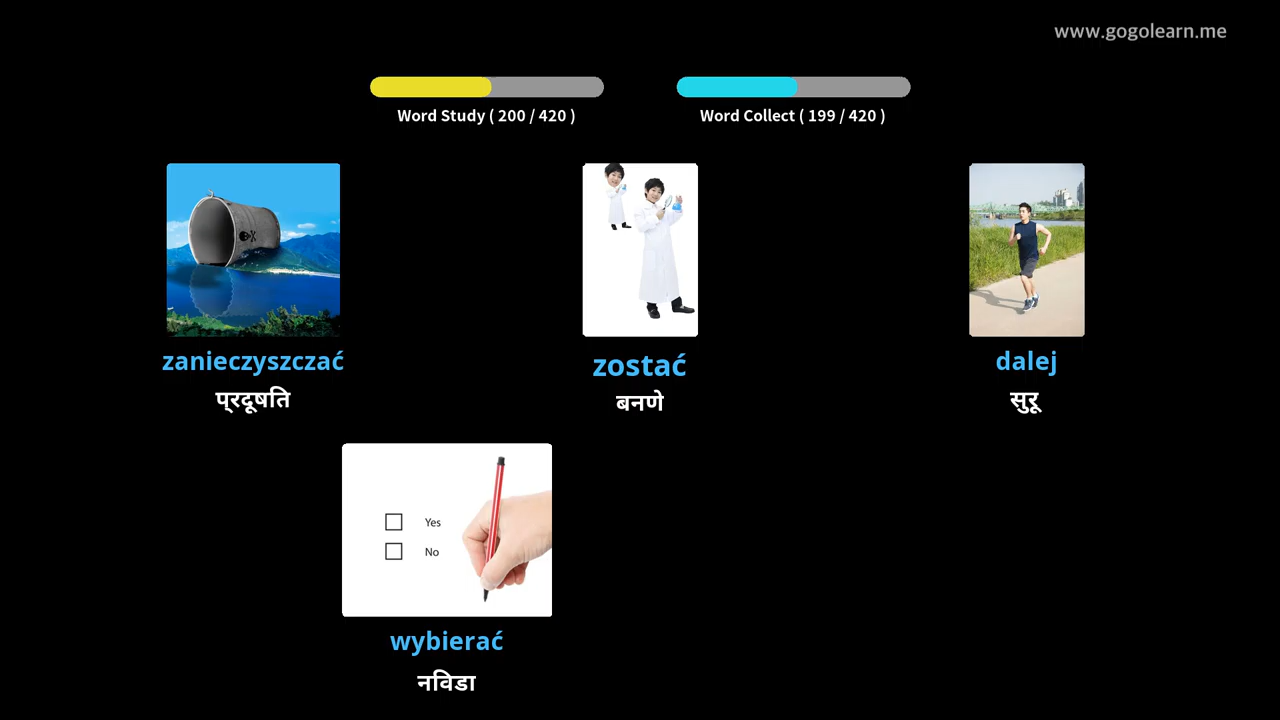 www.gogolearn.me
Word Study ( 200 / 420 )
Word Collect ( 199 / 420 )
zanieczyszczać
प्रदूषति
zostać
बनणे
dalej
सुरू
Yes
No
wybierać
नविडा